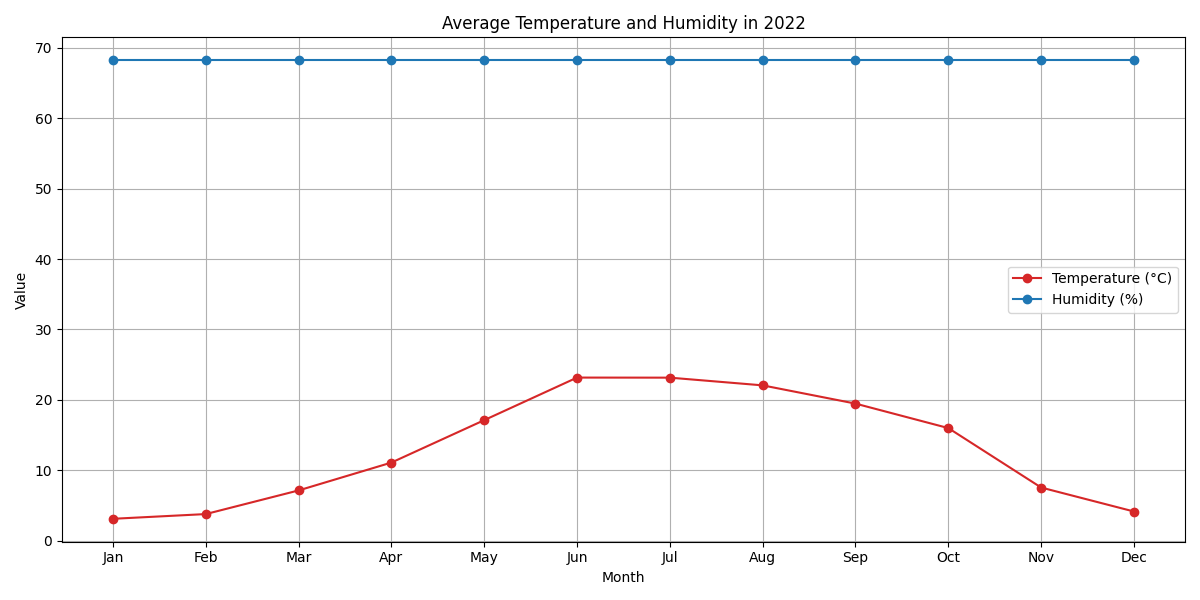 Average Temperature and Humidity in 2022
70
60
50
40
30
20
10
0
Value
Temperature (°C)
Humidity (%)
Jan Feb Mar Apr May Jun Jul Aug Sep Oct Nov Dec
Month